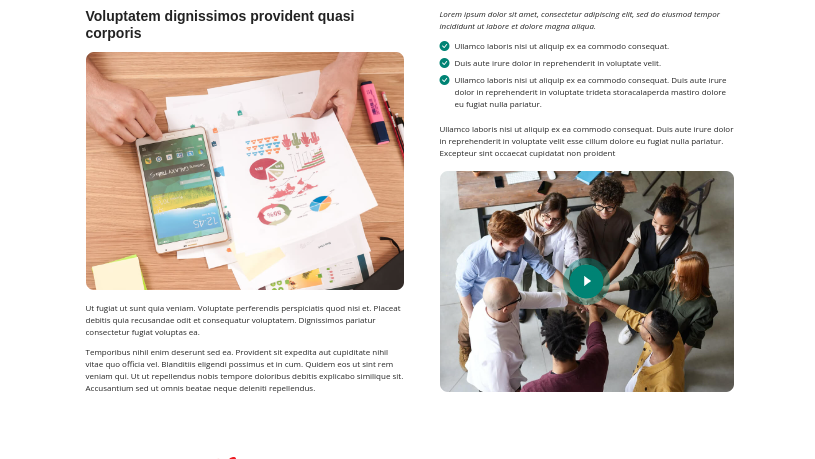 Voluptatem dignissimos provident quasi
corporis
Ut fugiat ut sunt quia veniam. Voluptate perferendis perspiciatis quod nisi et. Placeat
debitis quia recusandae odit et consequatur voluptatem. Dignissimos pariatur
consectetur fugiat voluptas ea.
Temporibus nihil enim deserunt sed ea. Provident sit expedita aut cupiditate nihil
vitae quo officia vel. Blanditiis eligendi possimus et in cum. Quidem eos ut sint rem
veniam qui. Ut ut repellendus nobis tempore doloribus debitis explicabo similique sit.
Accusantium sed ut omnis beatae neque deleniti repellendus.
Lorem ipsum dolor sit amet, consectetur adipiscing elit, sed do eiusmod tempor
incididunt ut labore et dolore magna aliqua.
Ullamco laboris nisi ut aliquip ex ea commodo consequat.
Duis aute irure dolor in reprehenderit in voluptate velit.
Ullamco laboris nisi ut aliquip ex ea commodo consequat. Duis aute irure
dolor in reprehenderit in voluptate trideta storacalaperda mastiro dolore
eu fugiat nulla pariatur.
Ullamco laboris nisi ut aliquip ex ea commodo consequat. Duis aute irure dolor
in reprehenderit in voluptate velit esse cillum dolore eu fugiat nulla pariatur.
Excepteur sint occaecat cupidatat non proident